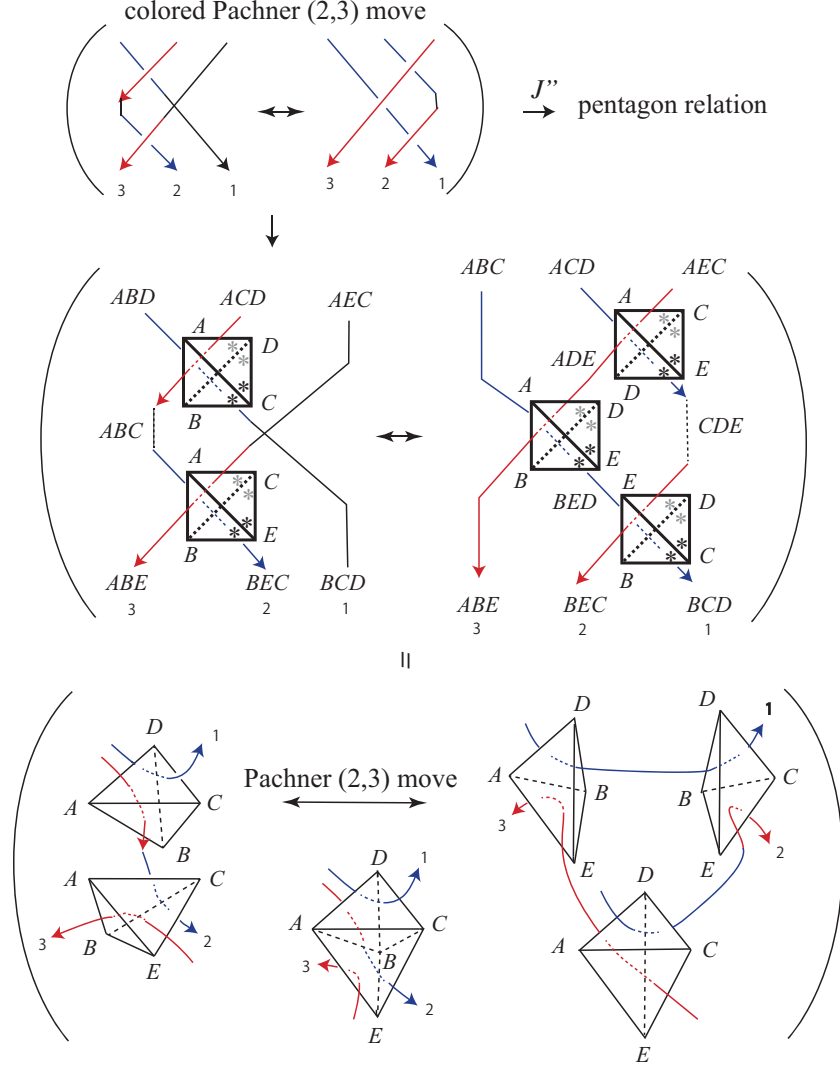 colored Pachner (2,3) move
J”
pentagon relation
3 2 1 3 2 1
ABC ACD AEC
ABD ACD AEC
A C
A D ADE
** D E
B C A D CDE
ABC
A C B E
BED E D
B E
B C
ABE BEC BCD ABE BEC BCD
3 2 1 3 2 1
=
D D D
1 1
Pachner (2,3) move
A C A B B C
B 3
A C D 1 E E 2
D
3 B 2 A C
E 3 B A C
2
E
E